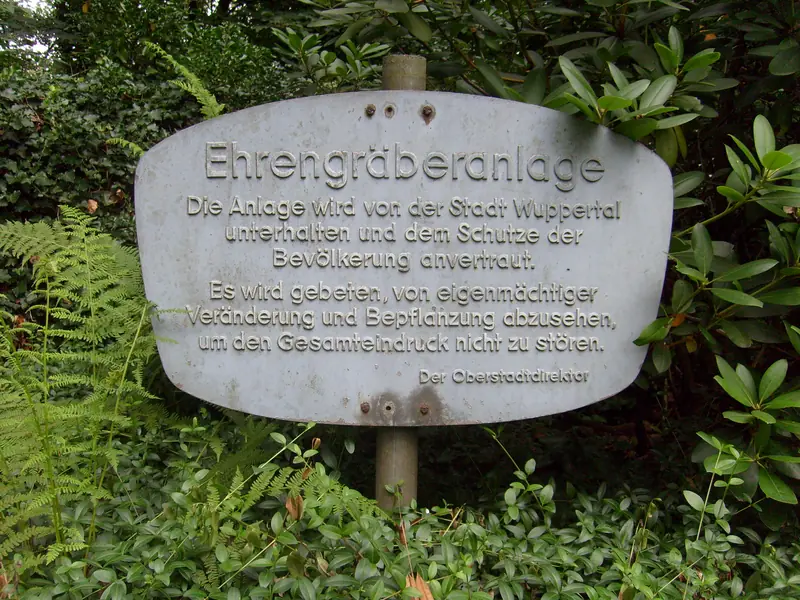 Ehrengräberanlage
Die Anlage wird von der Stadt Wuppertal
unterhalten und dem Schutze der
Bevölkerung anvertraut.
Es wird gebeten, von eigenmächtiger
Veränderung und Bepflanzung abzusehen,
um den Gesamteindruck nicht zu stören.
Der Oberstadtdirektor